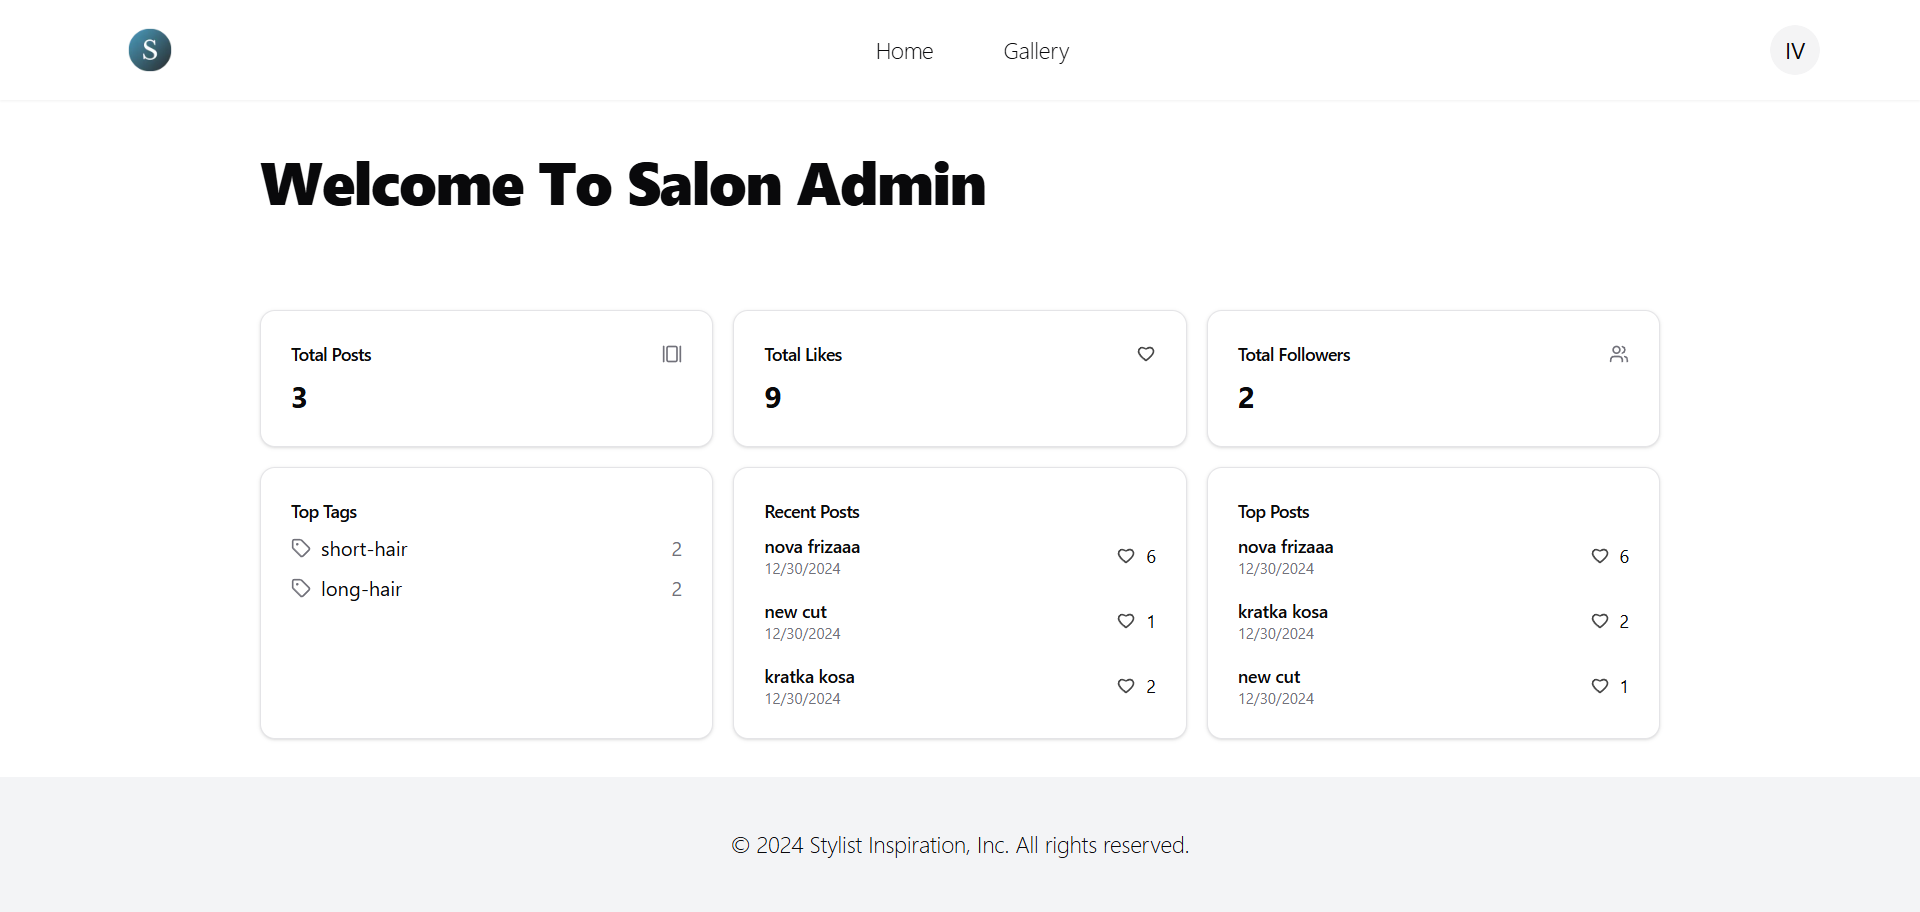 S
Home
Gallery
IV
Welcome To Salon Admin
Total Posts
3
Total Likes
9
Total Followers
2
Top Tags
short-hair 2
long-hair 2
Recent Posts
nova frizaaa
12/30/2024
6
new cut
12/30/2024
1
kratka kosa
12/30/2024
2
Top Posts
nova frizaaa
12/30/2024
6
kratka kosa
12/30/2024
2
new cut
12/30/2024
1
© 2024 Stylist Inspiration, Inc. All rights reserved.